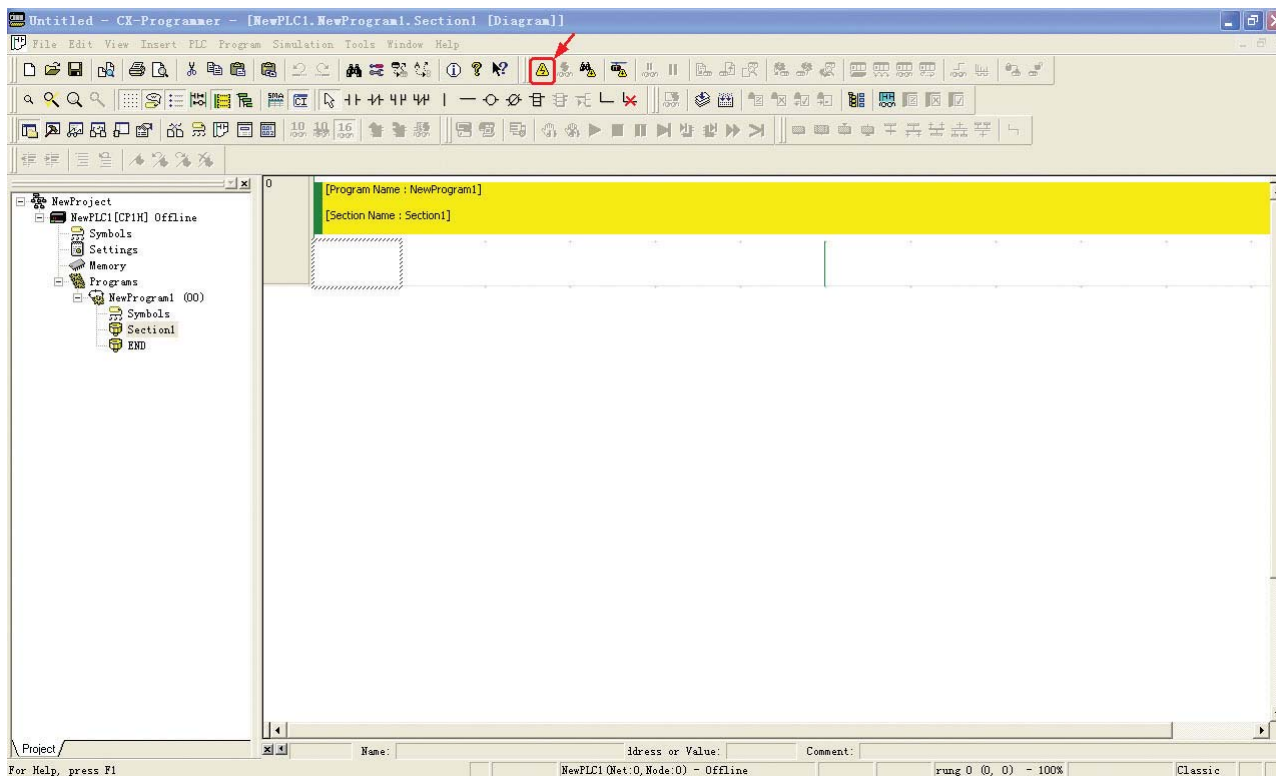 Untitled - CX-Programmer - [NewPLC1.NewProgram1.Section1 [Diagram]]
File Edit View Insert PLC Program Simulation Tools Window Help
10 10 16
0
[Program Name : NewProgram1]
[Section Name : Section1]
NewProject
NewPLC1[CP1H] Offline
Symbols
Settings
Memory
Programs
NewProgram1 (00)
Symbols
Section1
END
Project
Name:
ddress or Value:
Comment:
For Help, press F1
NewPLC1(Net:0,Node:0) - Offline
rung 0 (0, 0) - 100%
Classic